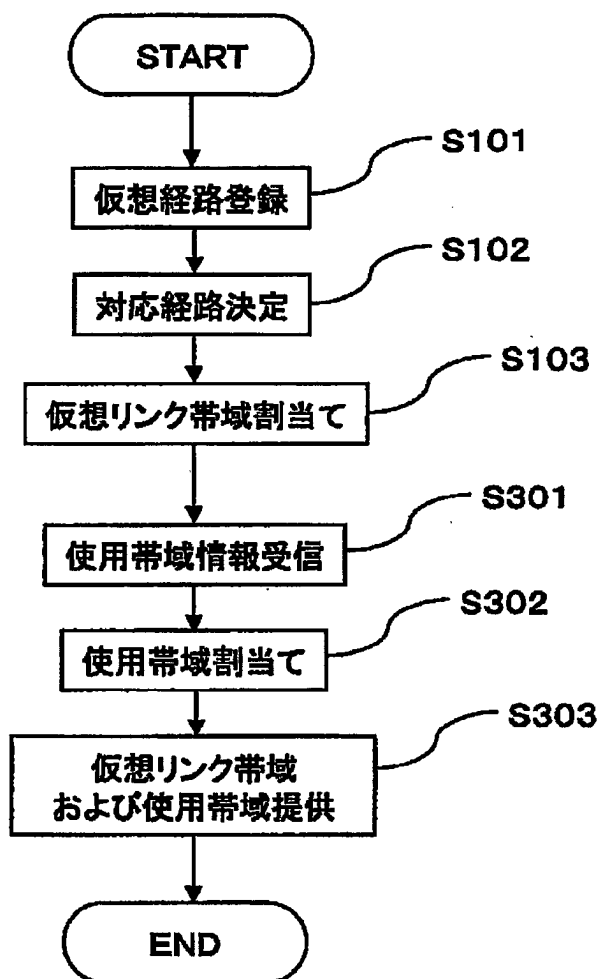 START
S101
仮想経路登録
S102
対応経路決定
S103
仮想リンク帯域割当て
S301
使用帯域情報受信
S302
使用帯域割当て
S303
仮想リンク帯域
および使用帯域提供
END